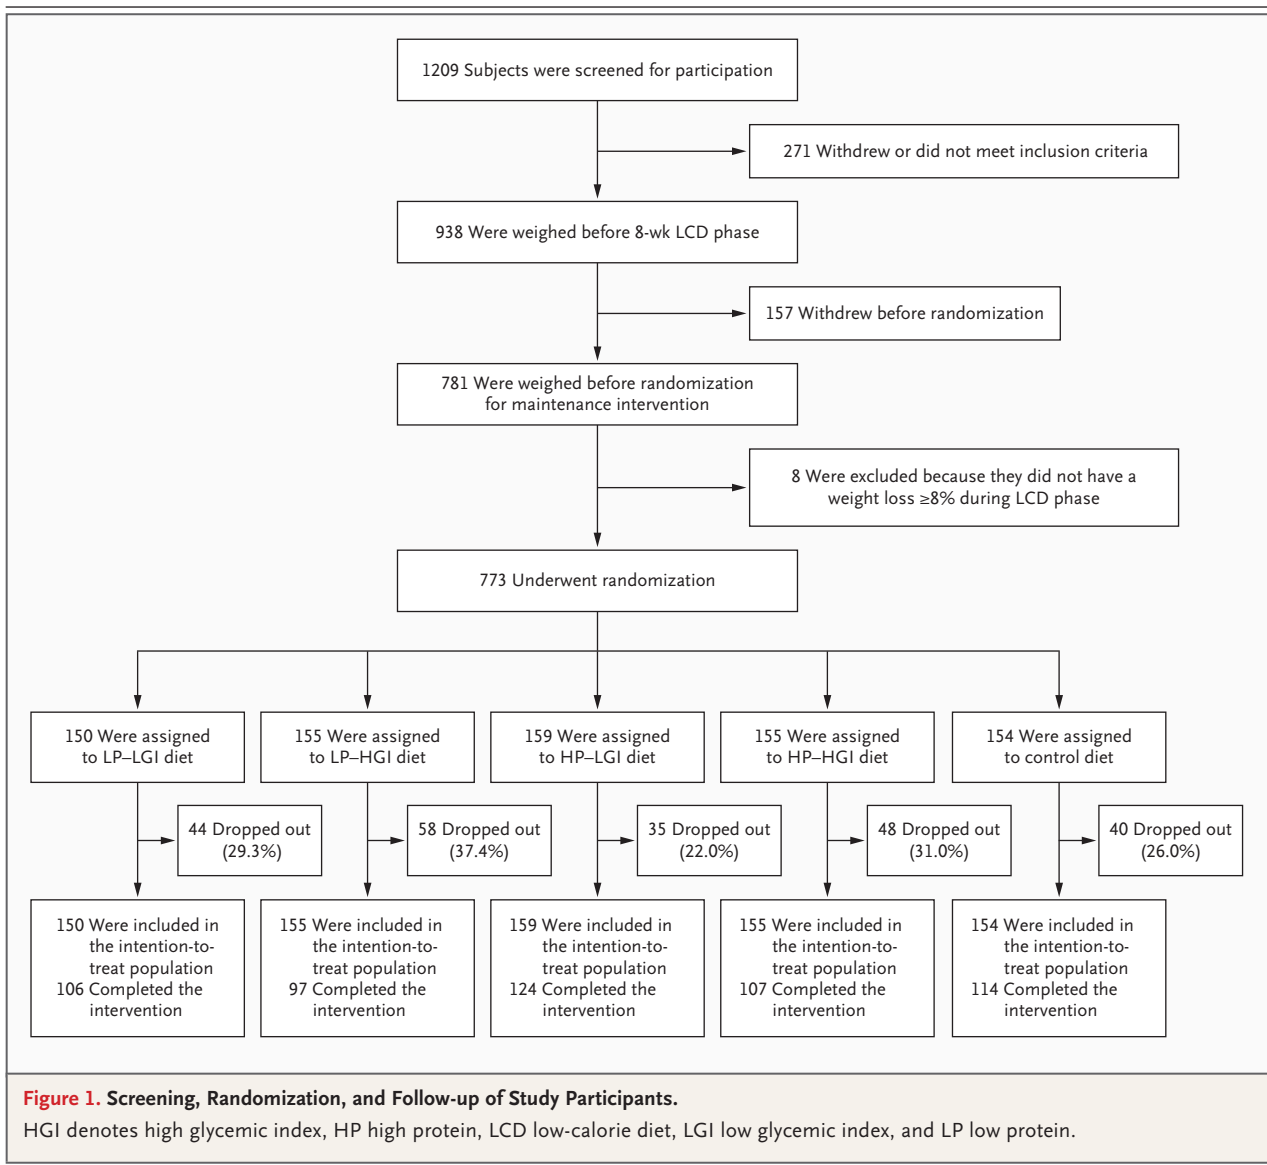 1209 Subjects were screened for participation
271 Withdrew or did not meet inclusion criteria
938 Were weighed before 8-wk LCD phase
157 Withdrew before randomization
781 Were weighed before randomization
for maintenance intervention
8 Were excluded because they did not have a
weight loss ≥8% during LCD phase
773 Underwent randomization
150 Were assigned
to LP–LGI diet
155 Were assigned
to LP–HGI diet
159 Were assigned
to HP–LGI diet
155 Were assigned
to HP–HGI diet
154 Were assigned
to control diet
44 Dropped out
(29.3%)
58 Dropped out
(37.4%)
35 Dropped out
(22.0%)
48 Dropped out
(31.0%)
40 Dropped out
(26.0%)
150 Were included in
the intention-to-
treat population
106 Completed the
intervention
155 Were included in
the intention-to-
treat population
97 Completed the
intervention
159 Were included in
the intention-to-
treat population
124 Completed the
intervention
155 Were included in
the intention-to-
treat population
107 Completed the
intervention
154 Were included in
the intention-to-
treat population
114 Completed the
intervention
Figure 1. Screening, Randomization, and Follow-up of Study Participants.
HGI denotes high glycemic index, HP high protein, LCD low-calorie diet, LGI low glycemic index, and LP low protein.